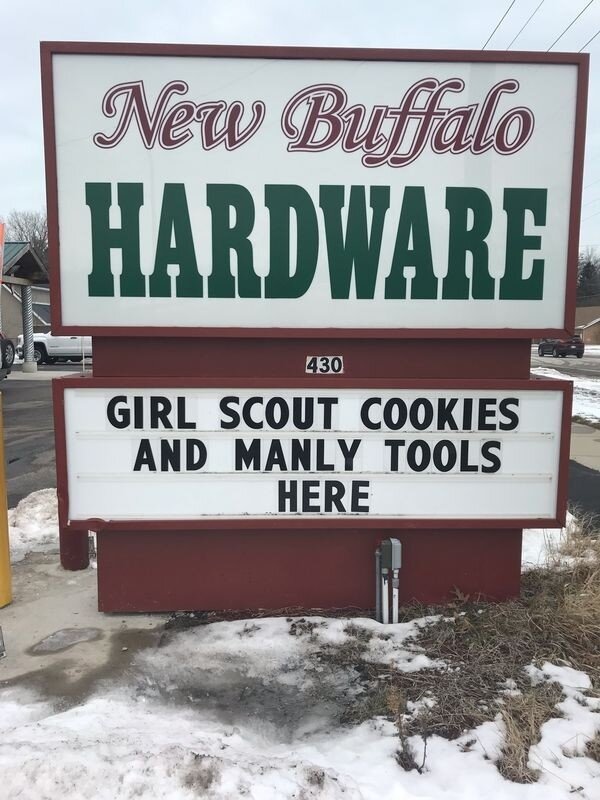 New Buffalo
HARDWARE
430
GIRL SCOUT COOKIES
AND MANLY TOOLS
HERE